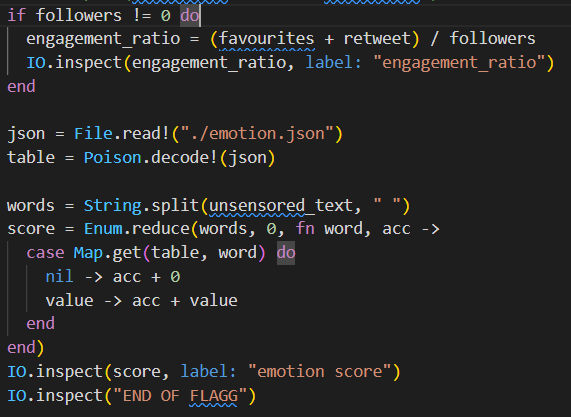 if followers != 0 do
  engagement_ratio = (favourites + retweet) / followers
  IO.inspect(engagement_ratio, label: "engagement_ratio")
end

json = File.read!("./emotion.json")
table = Poison.decode!(json)

words = String.split(unsensored_text, " ")
score = Enum.reduce(words, 0, fn word, acc ->
  case Map.get(table, word) do
    nil -> acc + 0
    value -> acc + value
  end
end)
IO.inspect(score, label: "emotion score")
IO.inspect("END OF FLAGG")